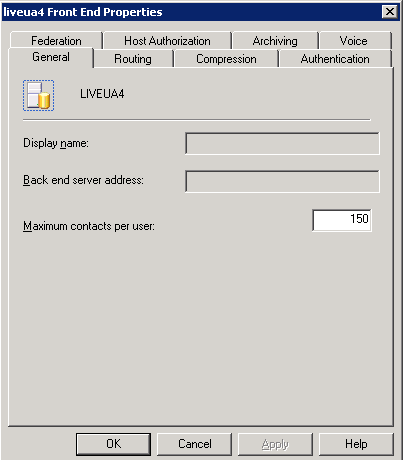 liveua4 Front End Properties
Federation Host Authorization Archiving Voice
General Routing Compression Authentication
LIVEUA4
Display name:
Back end server address:
Maximum contacts per user: 150
OK Cancel Apply Help